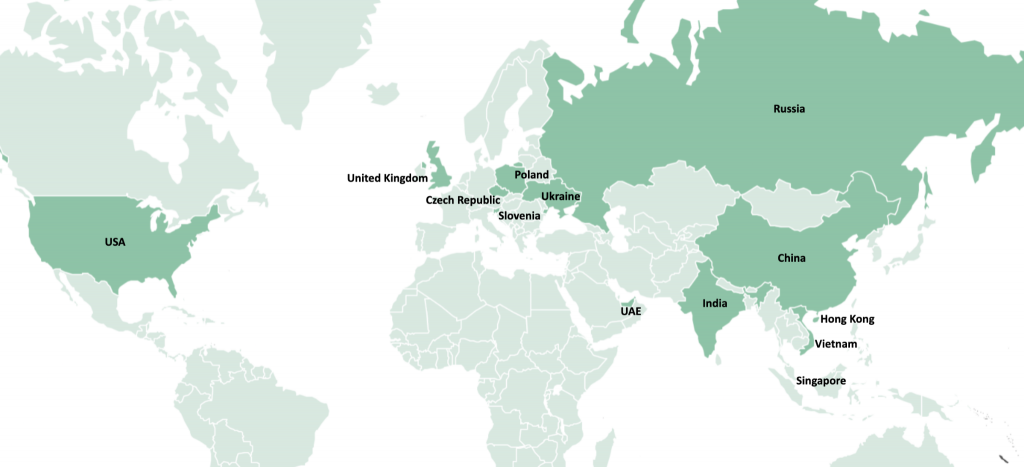 Russia
United Kingdom
Poland
Ukraine
Czech Republic
Slovenia
USA
China
India
UAE
Hong Kong
Vietnam
Singapore